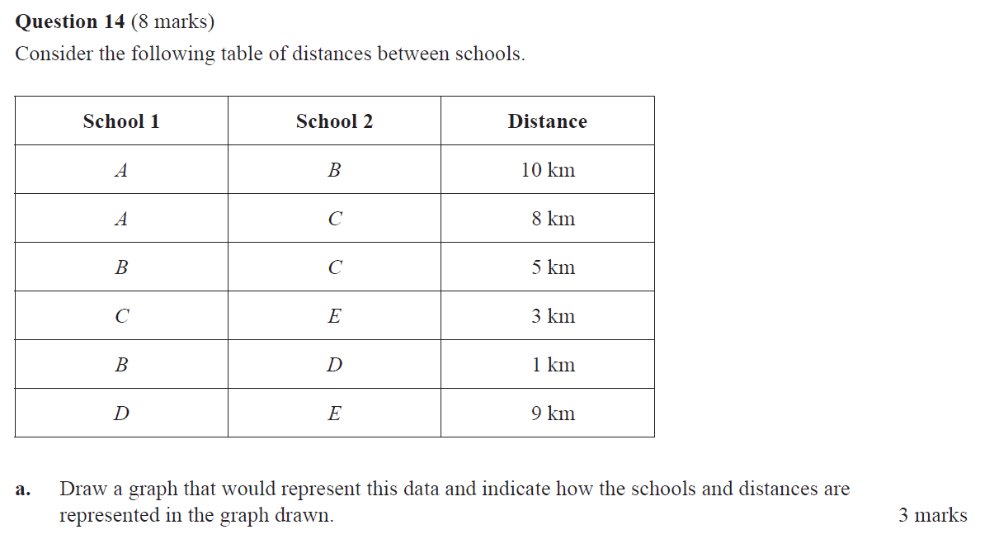 Question 14 (8 marks)
Consider the following table of distances between schools.
School 1 School 2 Distance
A B 10 km
A C 8 km
B C 5 km
C E 3 km
B D 1 km
D E 9 km
a. Draw a graph that would represent this data and indicate how the schools and distances are
represented in the graph drawn. 3 marks